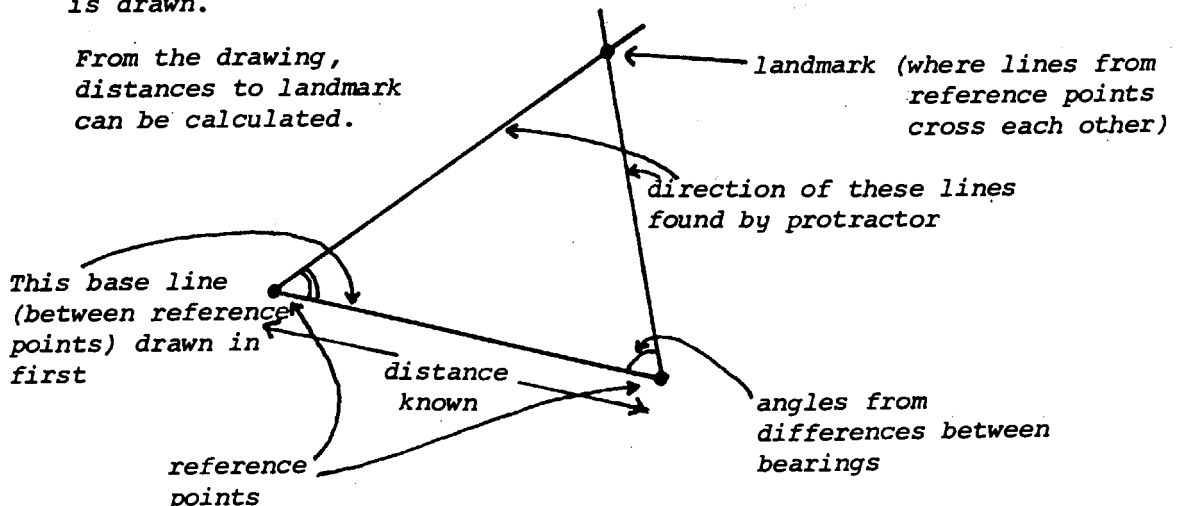 is drawn.
From the drawing,
distances to landmark
can be calculated.
landmark (where lines from
reference points
cross each other)
direction of these lines
found by protractor
This base line
(between reference
points) drawn in
first
distance
known
angles from
differences between
bearings
reference
points